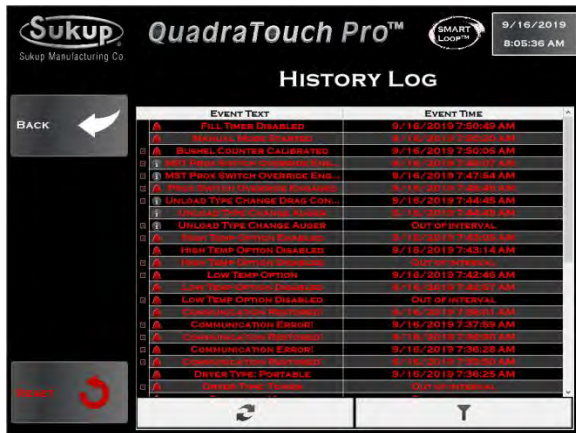 Sukup
Sukup Manufacturing Co
QuadraTouch Pro™
SMART LOOP™
9/16/2019
8:05:36 AM
HISTORY LOG
BACK
EVENT TEXT EVENT TIME
FILL TIMER DISABLED 9/16/2019 7:50:49 AM
MANUAL MODE STARTED
BUSHEL COUNTER CALIBRATED 9/16/2019 7:50:05 AM
MST PROX SWITCH OVERRIDE ENG...
MST PROX SWITCH OVERRIDE ENG... 9/16/2019 7:47:54 AM
PROX SWITCH OVERRIDE ENGAGED
UNLOAD TYPE CHANGE DRAG CON... 9/16/2019 7:44:45 AM
UNLOAD TYPE CHANGE AUGER
UNLOAD TYPE CHANGE AUGER OUT OF INTERVAL
HIGH TEMP OPTION ENABLED
HIGH TEMP OPTION DISABLED 9/16/2019 7:43:14 AM
HIGH TEMP OPTION DISABLED OUT OF INTERVAL
LOW TEMP OPTION 9/16/2019 7:42:46 AM
LOW TEMP OPTION DISABLED
LOW TEMP OPTION DISABLED OUT OF INTERVAL
COMMUNICATION RESTORED!
COMMUNICATION ERROR! 9/16/2019 7:37:59 AM
COMMUNICATION RESTORED!
COMMUNICATION ERROR! 9/16/2019 7:36:28 AM
COMMUNICATION RESTORED!
DRYER TYPE: PORTABLE 9/16/2019 7:36:25 AM
DRYER TYPE: TOWER OUT OF INTERVAL
RESET